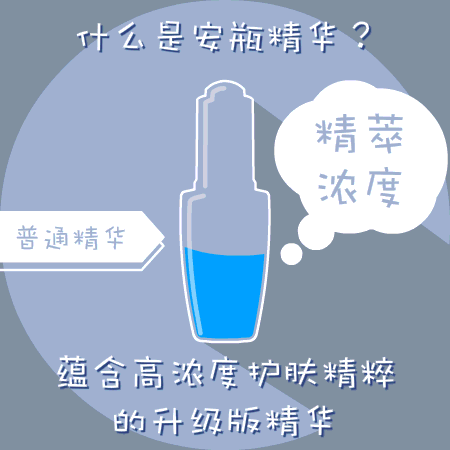 什么是安瓶精华？
精萃
浓度
普通精华
蕴含高浓度护肤精粹
的升级版精华